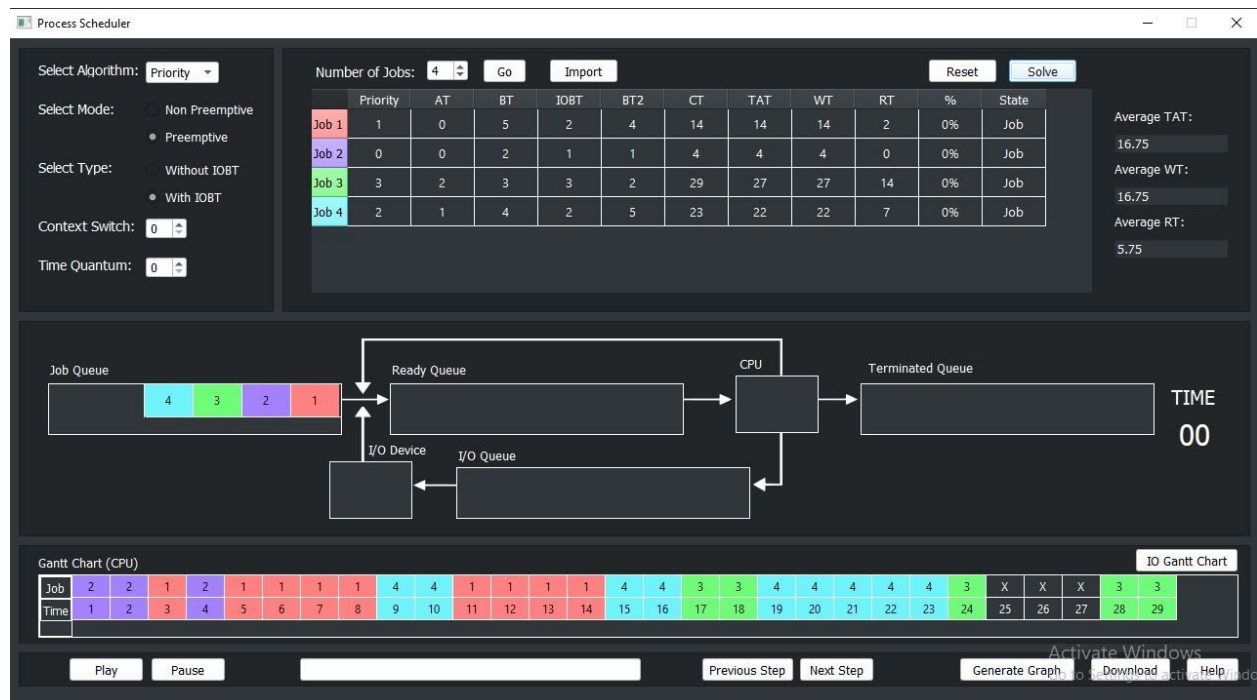 Process Scheduler
Select Algorithm: Priority
Select Mode: Non Preemptive
Preemptive
Select Type: Without IOBT
With IOBT
Context Switch: 0
Time Quantum: 0
Number of Jobs: 4 Go Import Reset Solve
Priority AT BT IOBT BT2 CT TAT WT RT % State
Job 1 1 0 5 2 4 14 14 14 2 0% Job
Job 2 0 0 2 1 1 4 4 4 0 0% Job
Job 3 3 2 3 3 2 29 27 27 14 0% Job
Job 4 2 1 4 2 5 23 22 22 7 0% Job
Average TAT:
16.75
Average WT:
16.75
Average RT:
5.75
Job Queue Ready Queue CPU Terminated Queue
4 3 2 1
TIME
00
I/O Device I/O Queue
Gantt Chart (CPU) IO Gantt Chart
Job 2 2 1 2 1 1 1 1 4 4 1 1 1 1 4 4 3 3 4 4 4 4 4 3 X X X 3 3
Time 1 2 3 4 5 6 7 8 9 10 11 12 13 14 15 16 17 18 19 20 21 22 23 24 25 26 27 28 29
Activate Windows
Play Pause Previous Step Next Step Generate Graph Download Help
Go to Settings to activate Windo